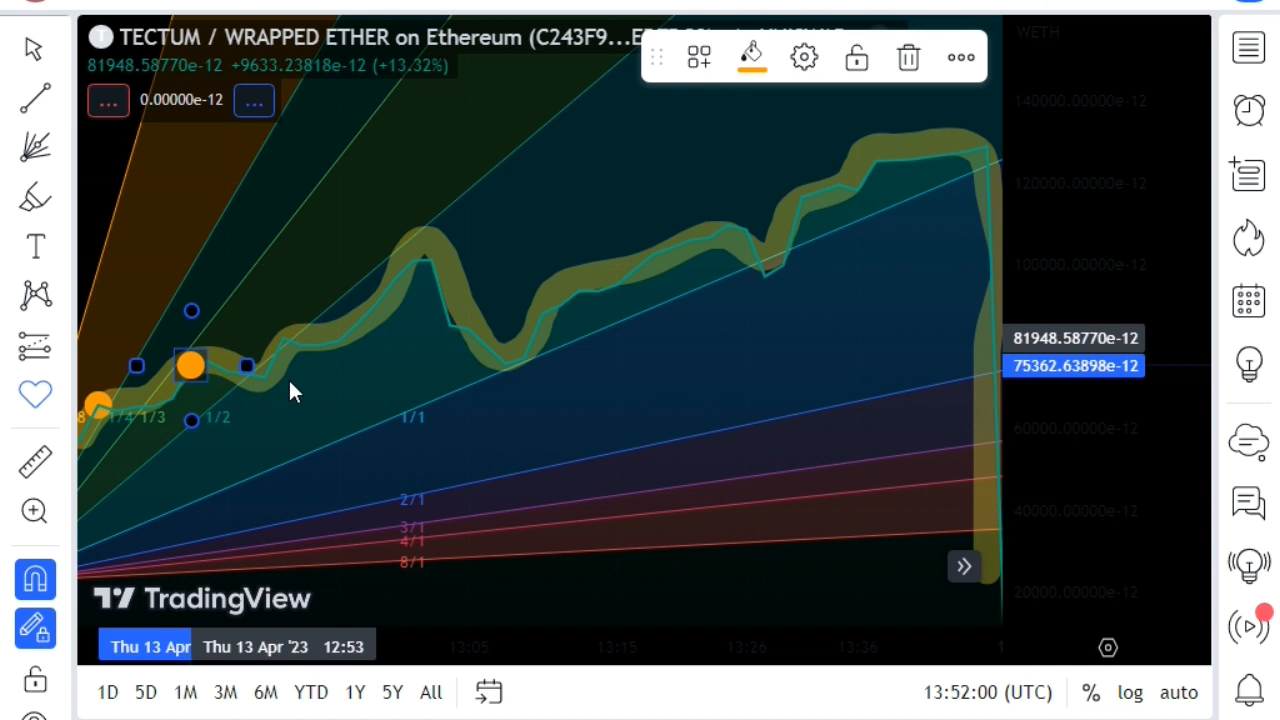 TECTUM / WRAPPED ETHER on Ethereum (C243F9...E
WETH
81948.58770e-12 +9633.23818e-12 (+13.32%)
... 0.00000e-12 ...
140000.00000e-12
120000.00000e-12
100000.00000e-12
81948.58770e-12
75362.63898e-12
8 1/4 1/3 1/2 1/1
60000.00000e-12
2/1
40000.00000e-12
3/1
4/1
8/1
20000.00000e-12
TradingView
Thu 13 Apr Thu 13 Apr '23 12:53 13:05 13:15 13:26 13:36 1
1D 5D 1M 3M 6M YTD 1Y 5Y All 13:52:00 (UTC) % log auto